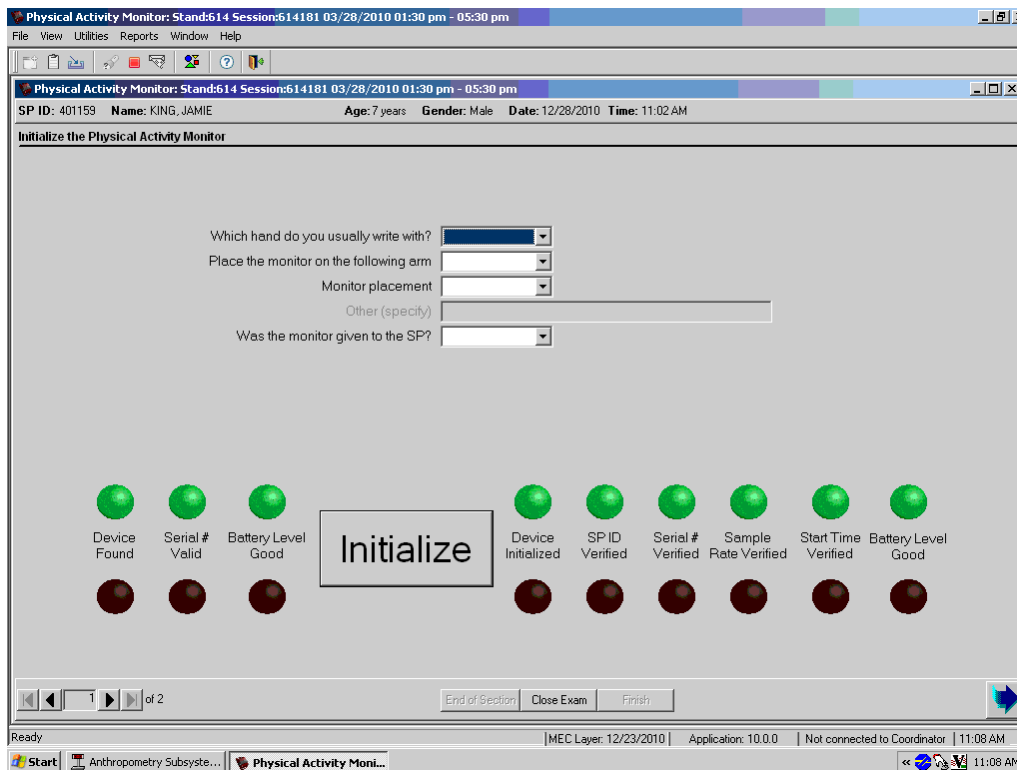 Physical Activity Monitor: Stand:614 Session:614181 03/28/2010 01:30 pm - 05:30 pm
File View Utilities Reports Window Help
Physical Activity Monitor: Stand:614 Session:614181 03/28/2010 01:30 pm - 05:30 pm
SP ID: 401159 Name: KING, JAMIE Age: 7 years Gender: Male Date: 12/28/2010 Time: 11:02 AM
Initialize the Physical Activity Monitor
Which hand do you usually write with?
Place the monitor on the following arm
Monitor placement
Other (specify)
Was the monitor given to the SP?
Device Found
Serial # Valid
Battery Level Good
Initialize
Device Initialized
SP ID Verified
Serial # Verified
Sample Rate Verified
Start Time Verified
Battery Level Good
1 of 2
End of Section Close Exam Finish
Ready MEC Layer: 12/23/2010 Application: 10.0.0 Not connected to Coordinator 11:08 AM
Start Anthropometry Subsyste... Physical Activity Moni... « 11:08 AM